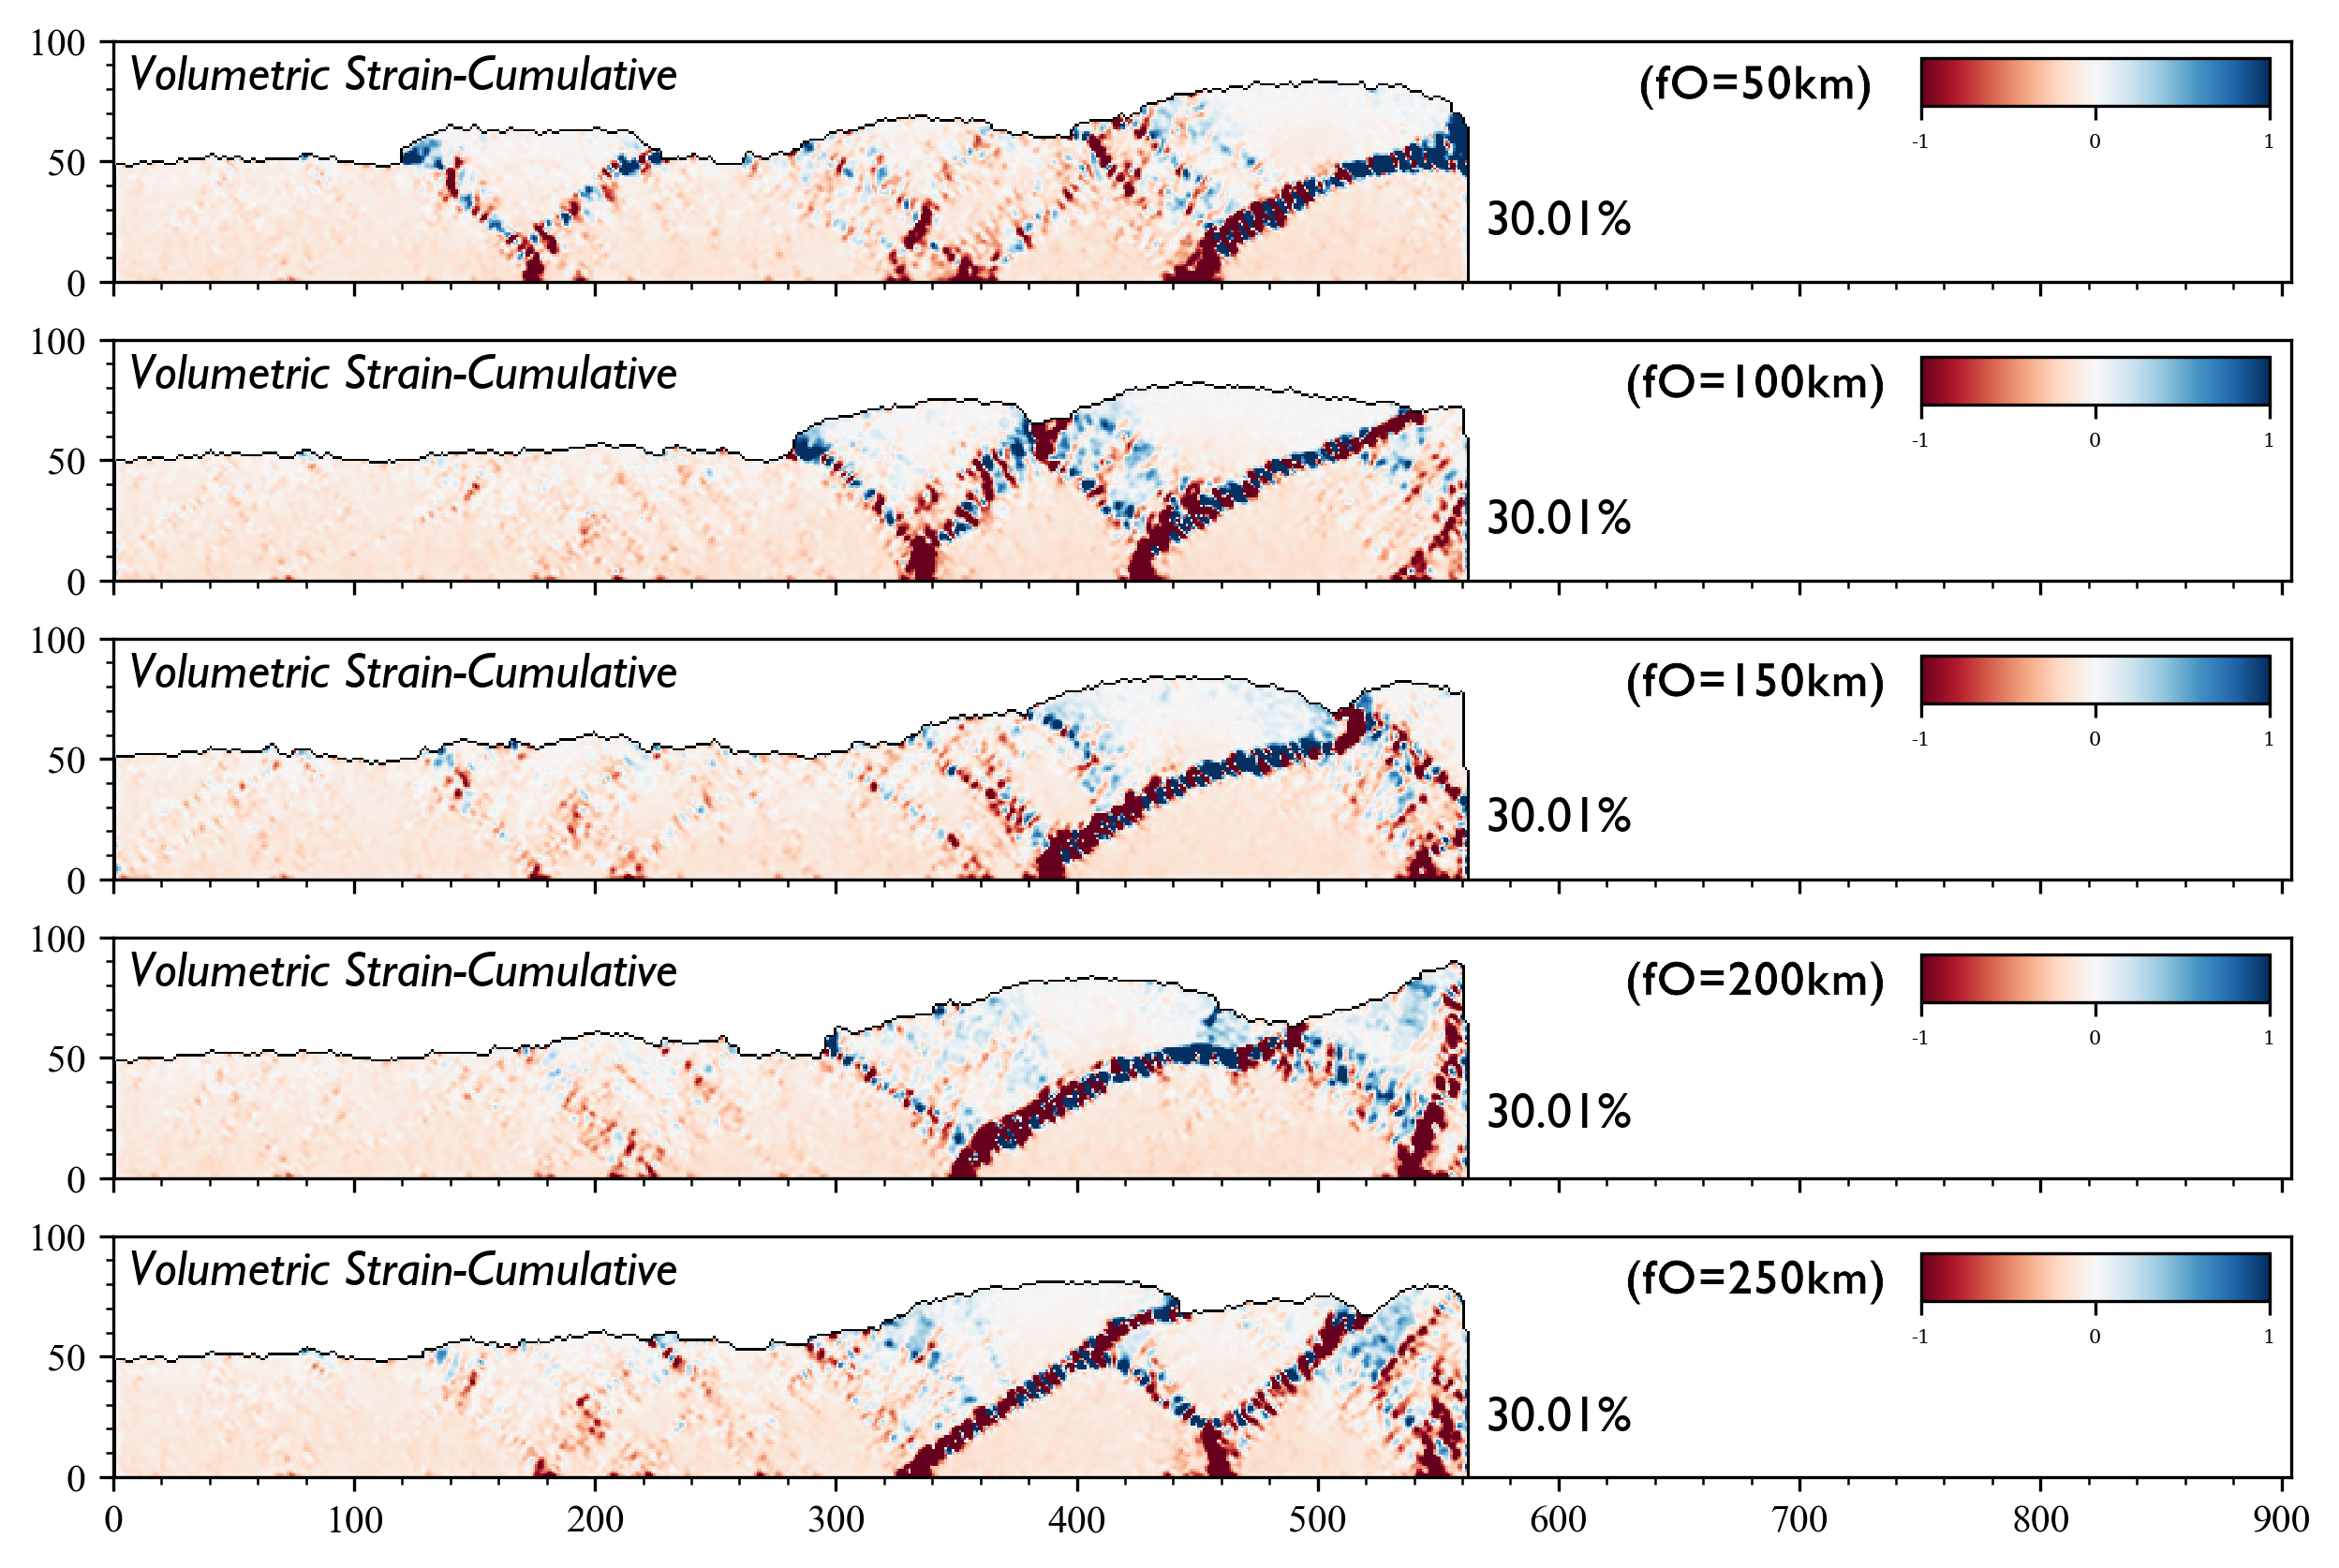 100
Volumetric Strain-Cumulative (fO=50km)
-1 0 1
50
30.01%
0
100
Volumetric Strain-Cumulative (fO=100km)
-1 0 1
50
30.01%
0
100
Volumetric Strain-Cumulative (fO=150km)
-1 0 1
50
30.01%
0
100
Volumetric Strain-Cumulative (fO=200km)
-1 0 1
50
30.01%
0
100
Volumetric Strain-Cumulative (fO=250km)
-1 0 1
50
30.01%
0
0 100 200 300 400 500 600 700 800 900